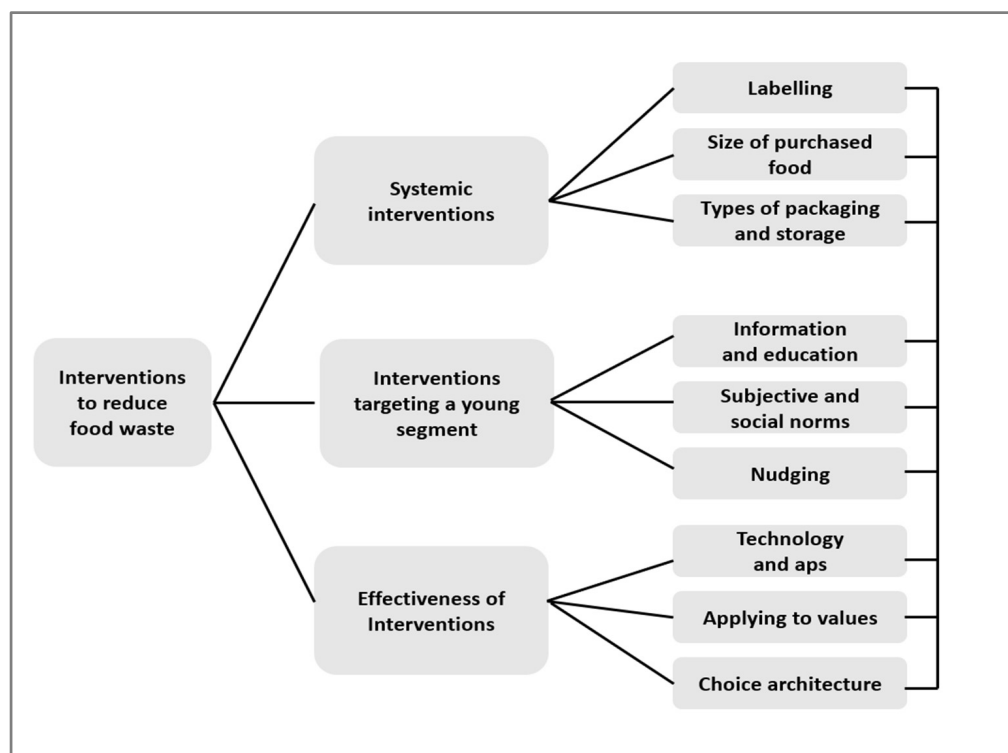 Interventions
to reduce
food waste
Systemic
interventions
Labelling
Size of purchased
food
Types of packaging
and storage
Interventions
targeting a young
segment
Information
and education
Subjective and
social norms
Nudging
Effectiveness of
Interventions
Technology
and aps
Applying to values
Choice architecture